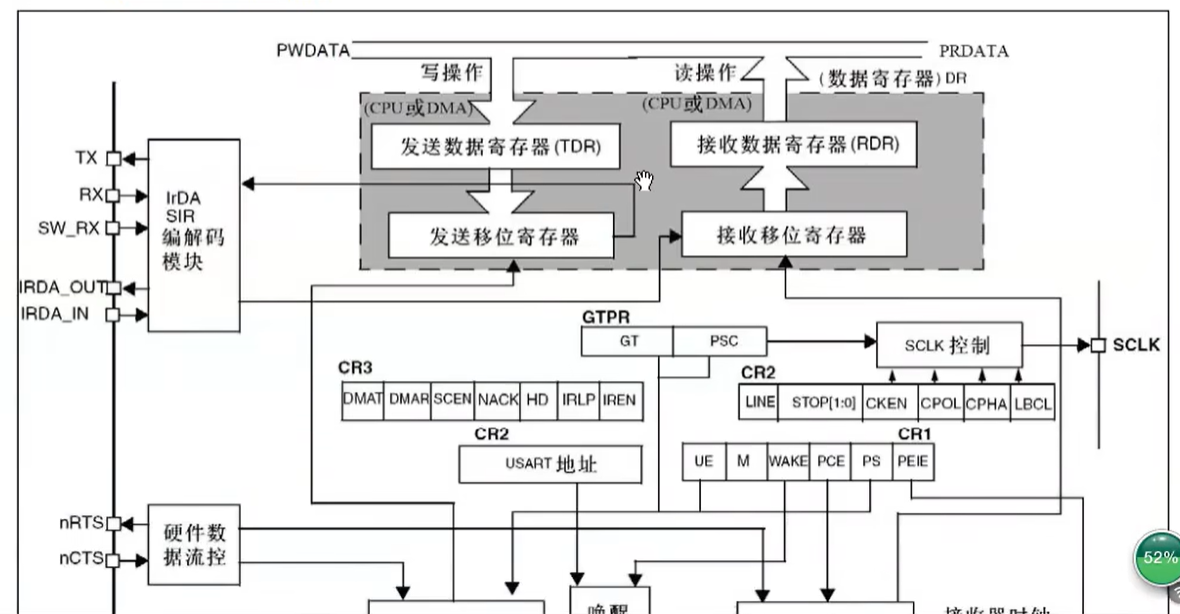 PWDATA
PRDATA
写操作
读操作
(数据寄存器) DR
(CPU或DMA)
(CPU或DMA)
发送数据寄存器(TDR)
接收数据寄存器(RDR)
TX
RX
SW_RX
IRDA_OUT
IRDA_IN
IrDA
SIR
编解码
模块
发送移位寄存器
接收移位寄存器
GTPR
GT
PSC
SCLK 控制
SCLK
CR3
DMAT
DMAR
SCEN
NACK
HD
IRLP
IREN
CR2
LINE
STOP[1:0]
CKEN
CPOL
CPHA
LBCL
CR2
USART 地址
CR1
UE
M
WAKE
PCE
PS
PEIE
nRTS
nCTS
硬件数
据流控
52%
唤醒
接收器时钟